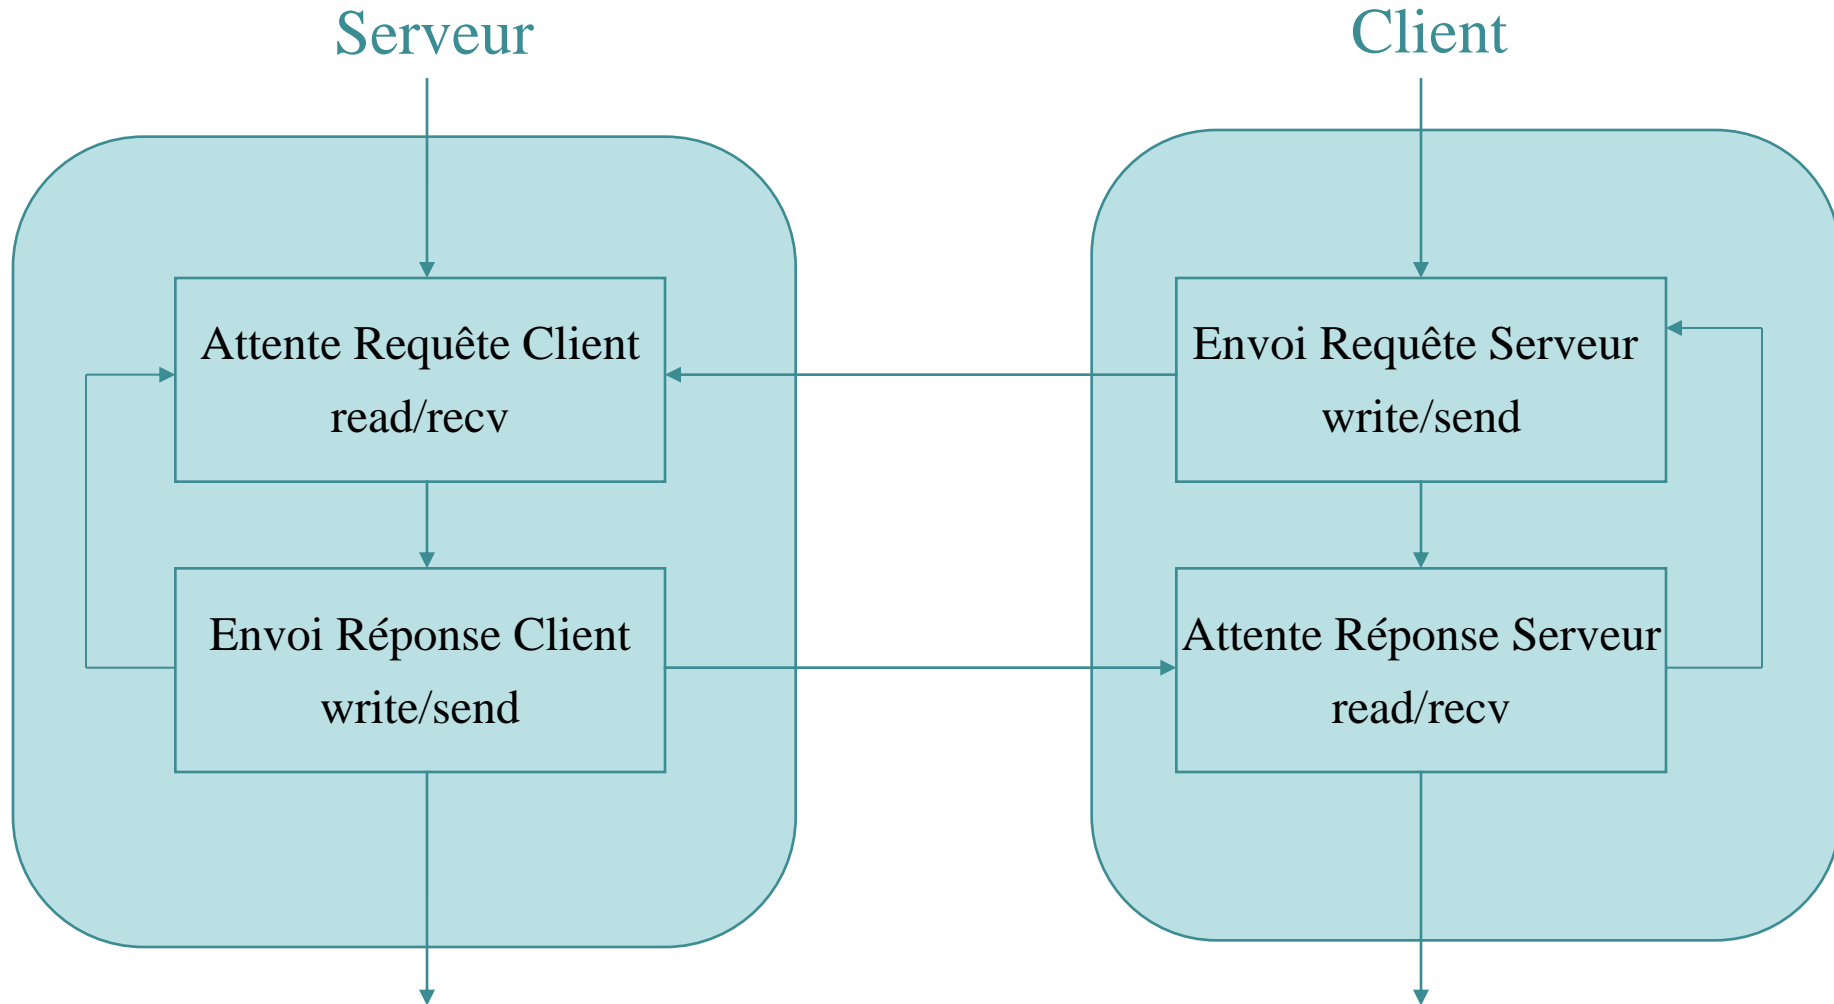 Serveur
Client
Attente Requête Client
read/recv
Envoi Requête Serveur
write/send
Envoi Réponse Client
write/send
Attente Réponse Serveur
read/recv